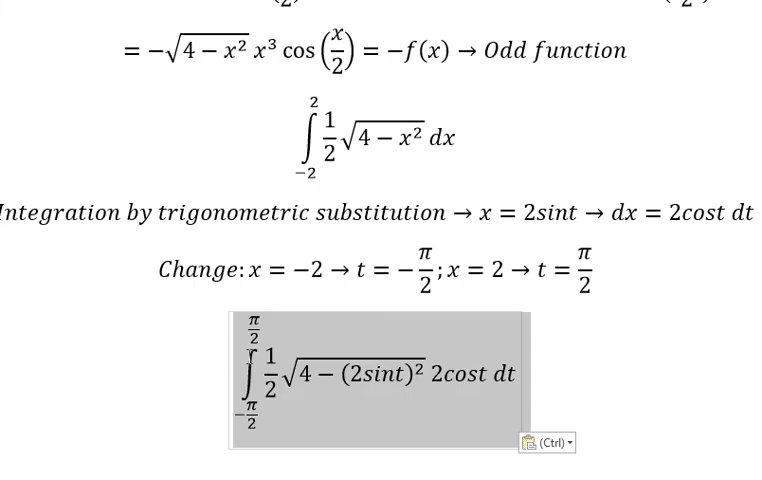 = −√(4 − x²) x³ cos(x/2) = −f(x) → Odd function
∫_{-2}^{2} 1/2 √(4 − x²) dx
Integration by trigonometric substitution → x = 2sint → dx = 2cost dt
Change: x = −2 → t = −π/2; x = 2 → t = π/2
∫_{-π/2}^{π/2} 1/2 √(4 − (2sint)²) 2cost dt
(Ctrl)